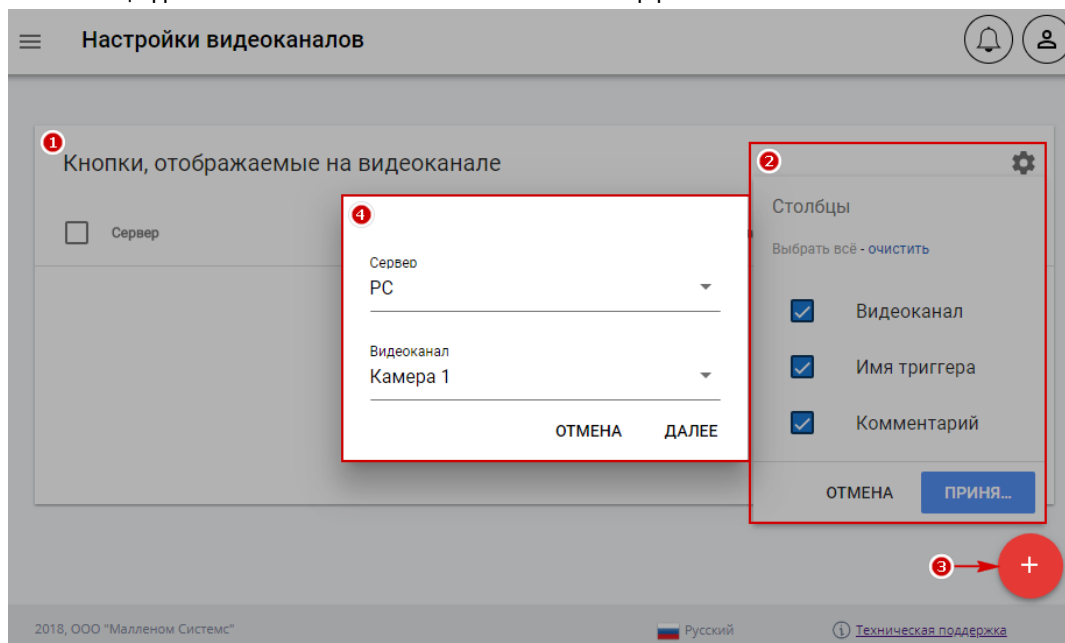 Настройки видеоканалов
1
Кнопки, отображаемые на видеоканале
2
Столбцы
Выбрать всё - очистить
4
Сервер
Сервер
PC
Видеоканал
Видеоканал
Камера 1
Имя триггера
Комментарий
ОТМЕНА ДАЛЕЕ
ОТМЕНА ПРИНЯ...
3
+
2018, ООО "Малленом Системс"
Русский
Техническая поддержка